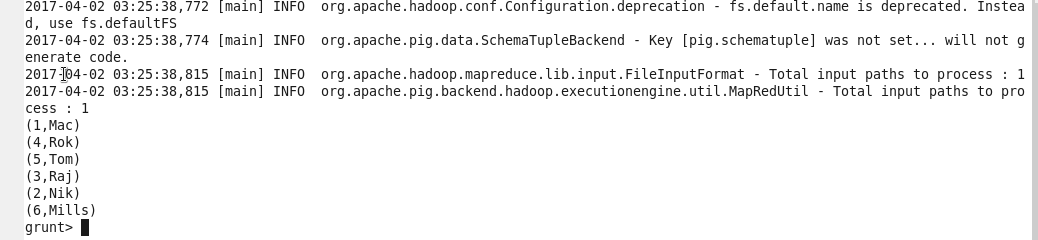 2017-04-02 03:25:38,772 [main] INFO  org.apache.hadoop.conf.Configuration.deprecation - fs.default.name is deprecated. Instea
d, use fs.defaultFS
2017-04-02 03:25:38,774 [main] INFO  org.apache.pig.data.SchemaTupleBackend - Key [pig.schematuple] was not set... will not g
enerate code.
2017-04-02 03:25:38,815 [main] INFO  org.apache.hadoop.mapreduce.lib.input.FileInputFormat - Total input paths to process : 1
2017-04-02 03:25:38,815 [main] INFO  org.apache.pig.backend.hadoop.executionengine.util.MapRedUtil - Total input paths to pro
cess : 1
(1,Mac)
(4,Rok)
(5,Tom)
(3,Raj)
(2,Nik)
(6,Mills)
grunt>